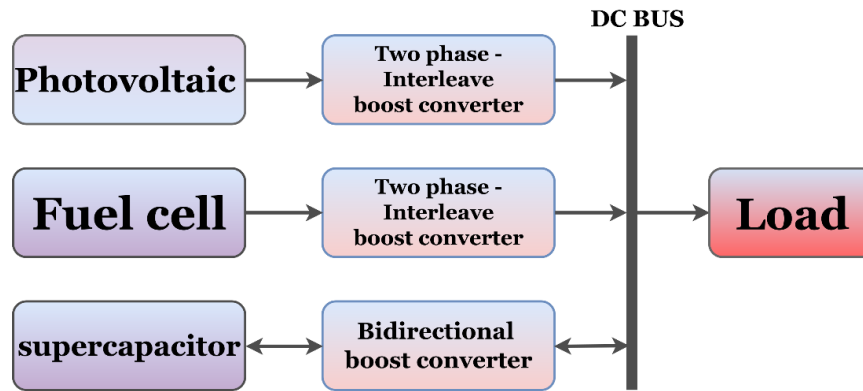 DC BUS
Photovoltaic
Two phase -
Interleave
boost converter
Fuel cell
Two phase -
Interleave
boost converter
Load
supercapacitor
Bidirectional
boost converter